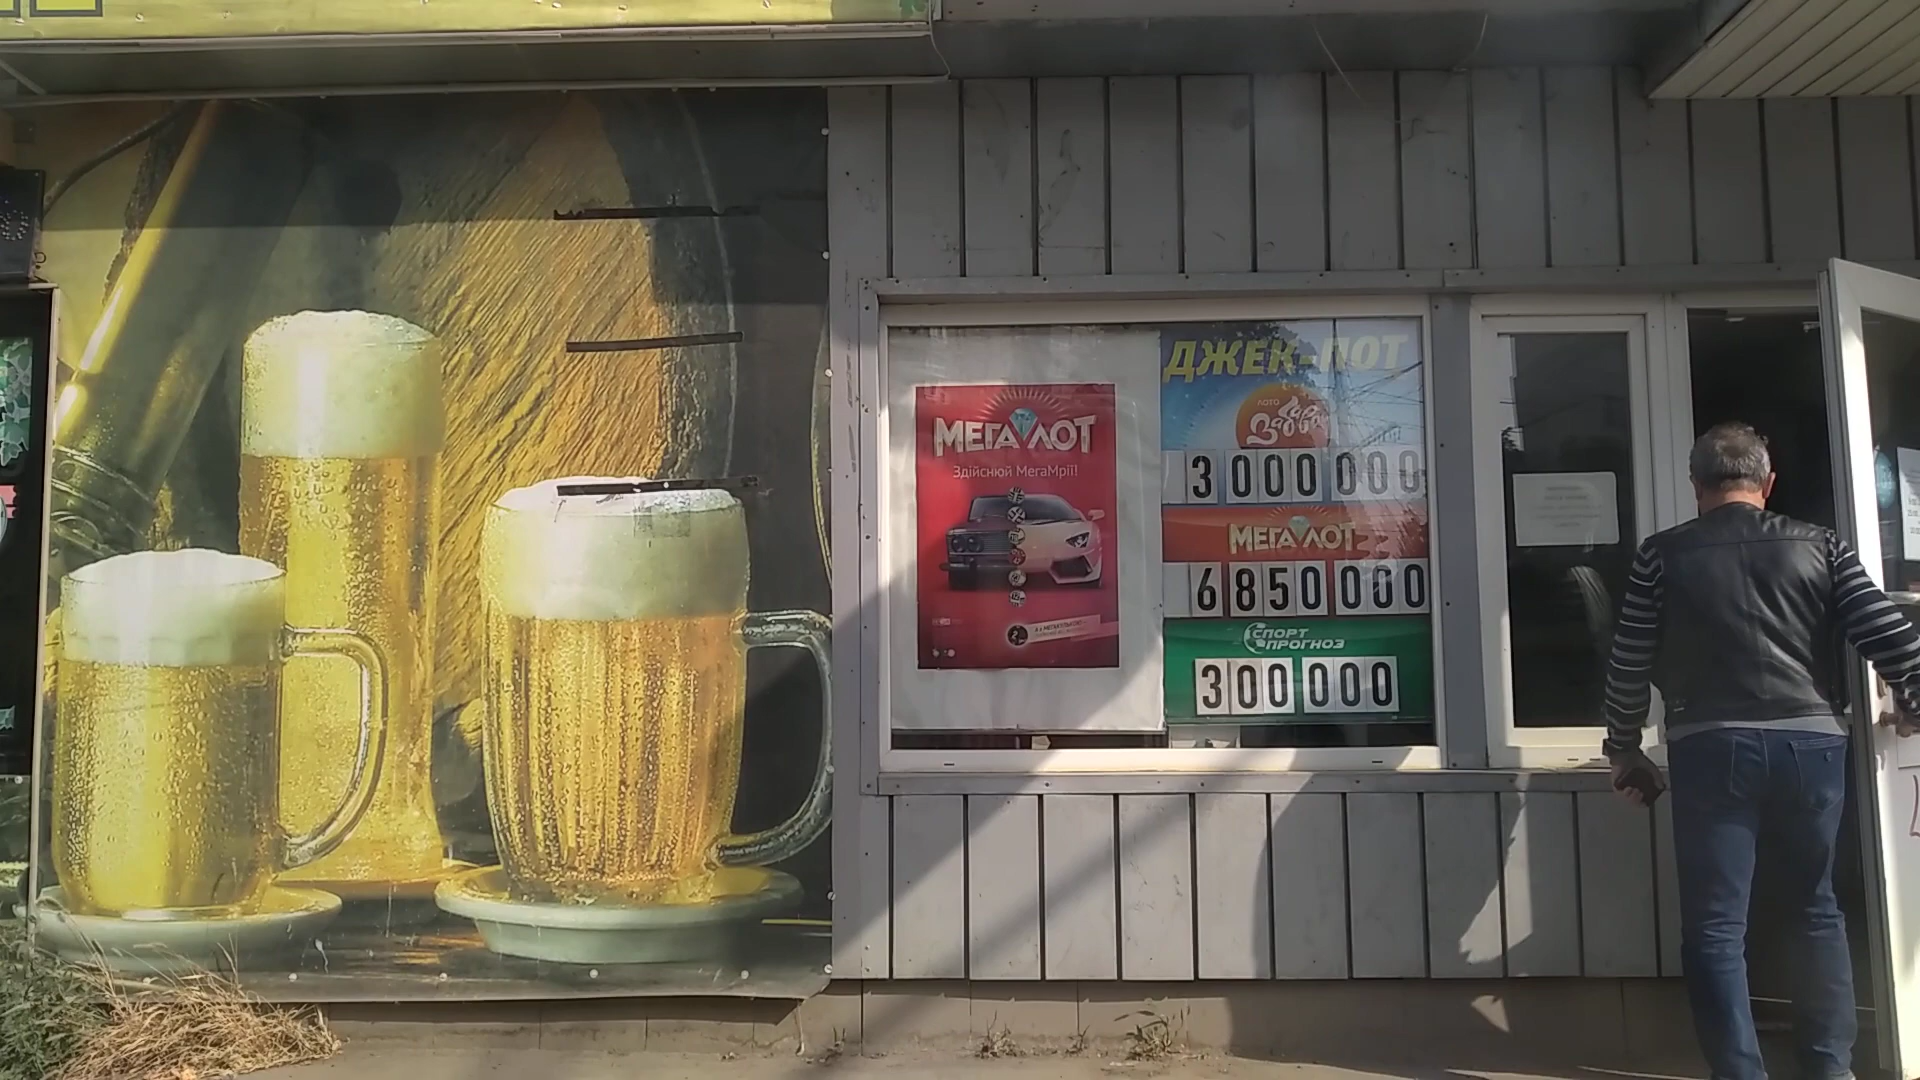 МЕГАЛОТ
Здійснюй МегаМрії!
ДЖЕК-ПОТ
ЛОТО
Забава
3 000 000
МЕГАЛОТ
6 850 000
СПОРТ
ПРОГНОЗ
300 000